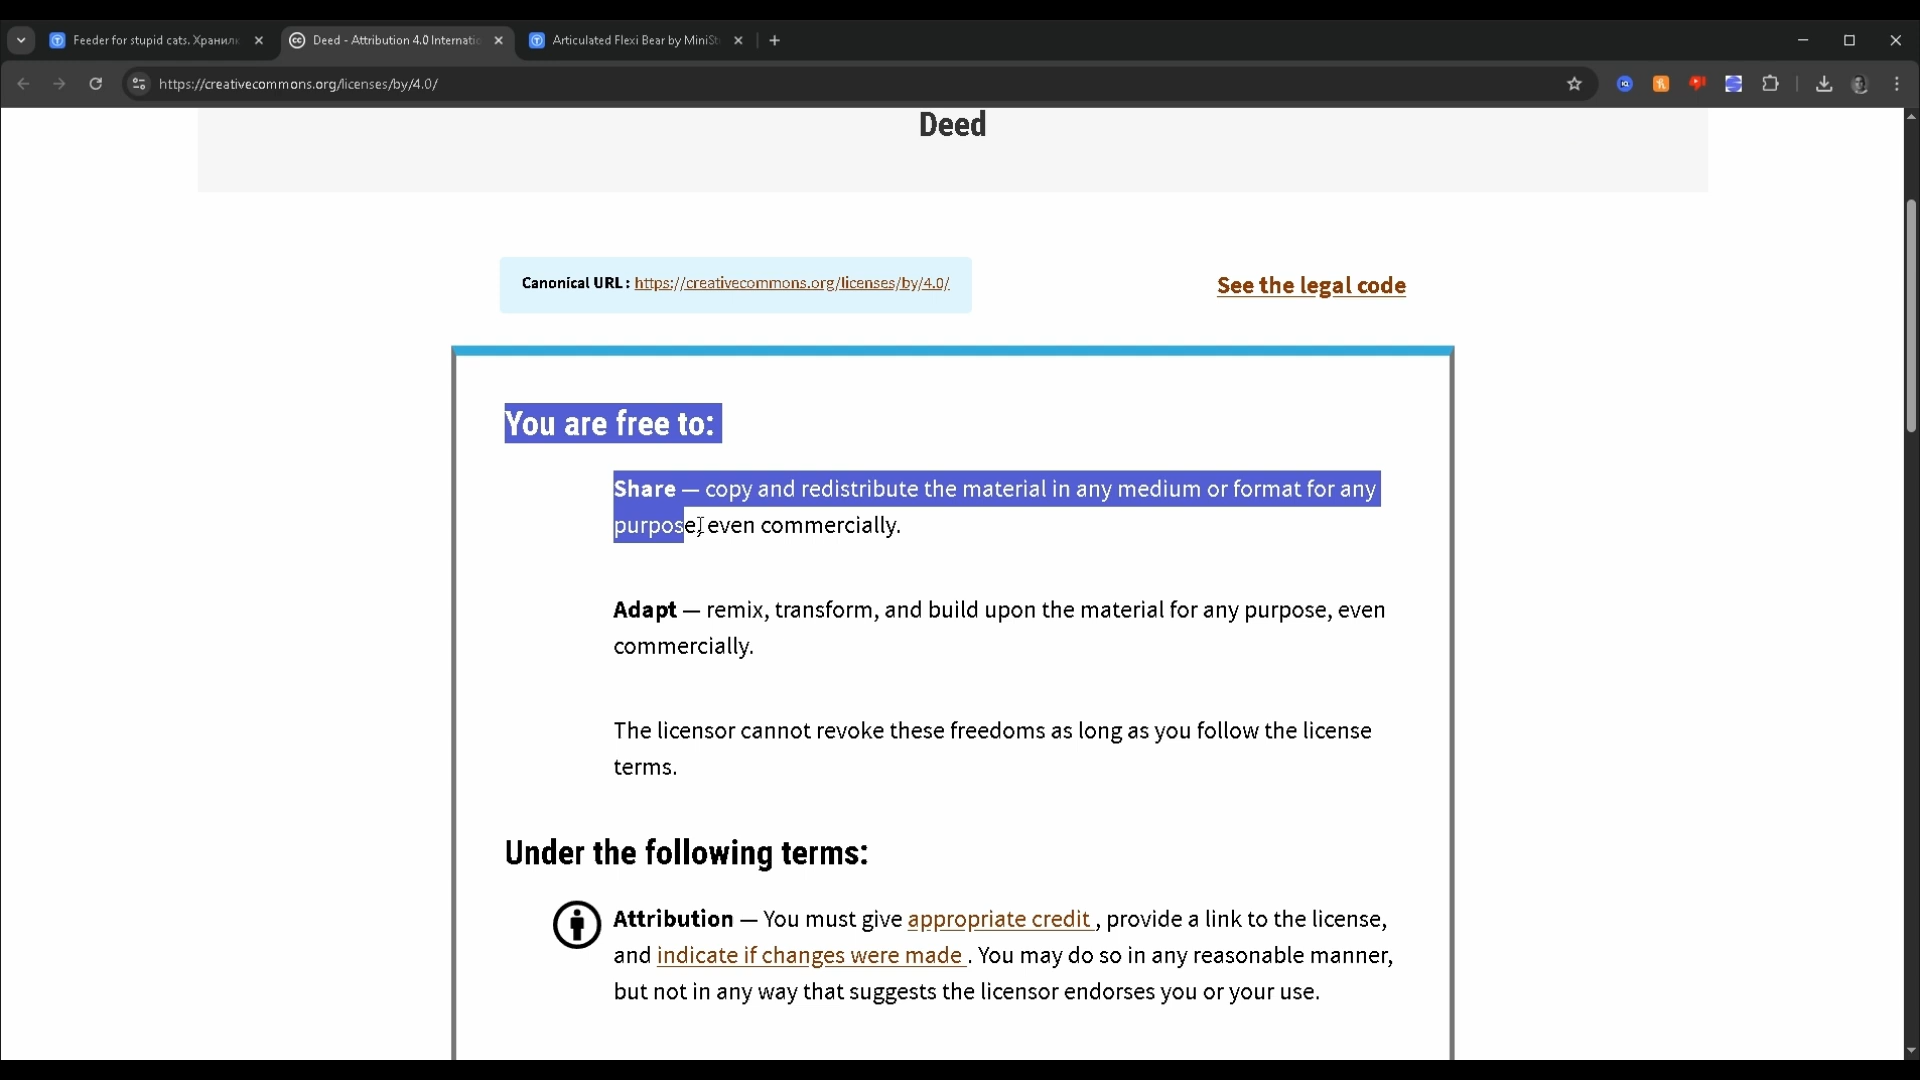 Feeder for stupid cats. Хранилк
Deed - Attribution 4.0 Internatio
Articulated Flexi Bear by MiniSt
https://creativecommons.org/licenses/by/4.0/
Deed
Canonical URL : https://creativecommons.org/licenses/by/4.0/
See the legal code
You are free to:
Share — copy and redistribute the material in any medium or format for any
purpose, even commercially.
Adapt — remix, transform, and build upon the material for any purpose, even
commercially.
The licensor cannot revoke these freedoms as long as you follow the license
terms.
Under the following terms:
Attribution — You must give appropriate credit , provide a link to the license,
and indicate if changes were made . You may do so in any reasonable manner,
but not in any way that suggests the licensor endorses you or your use.